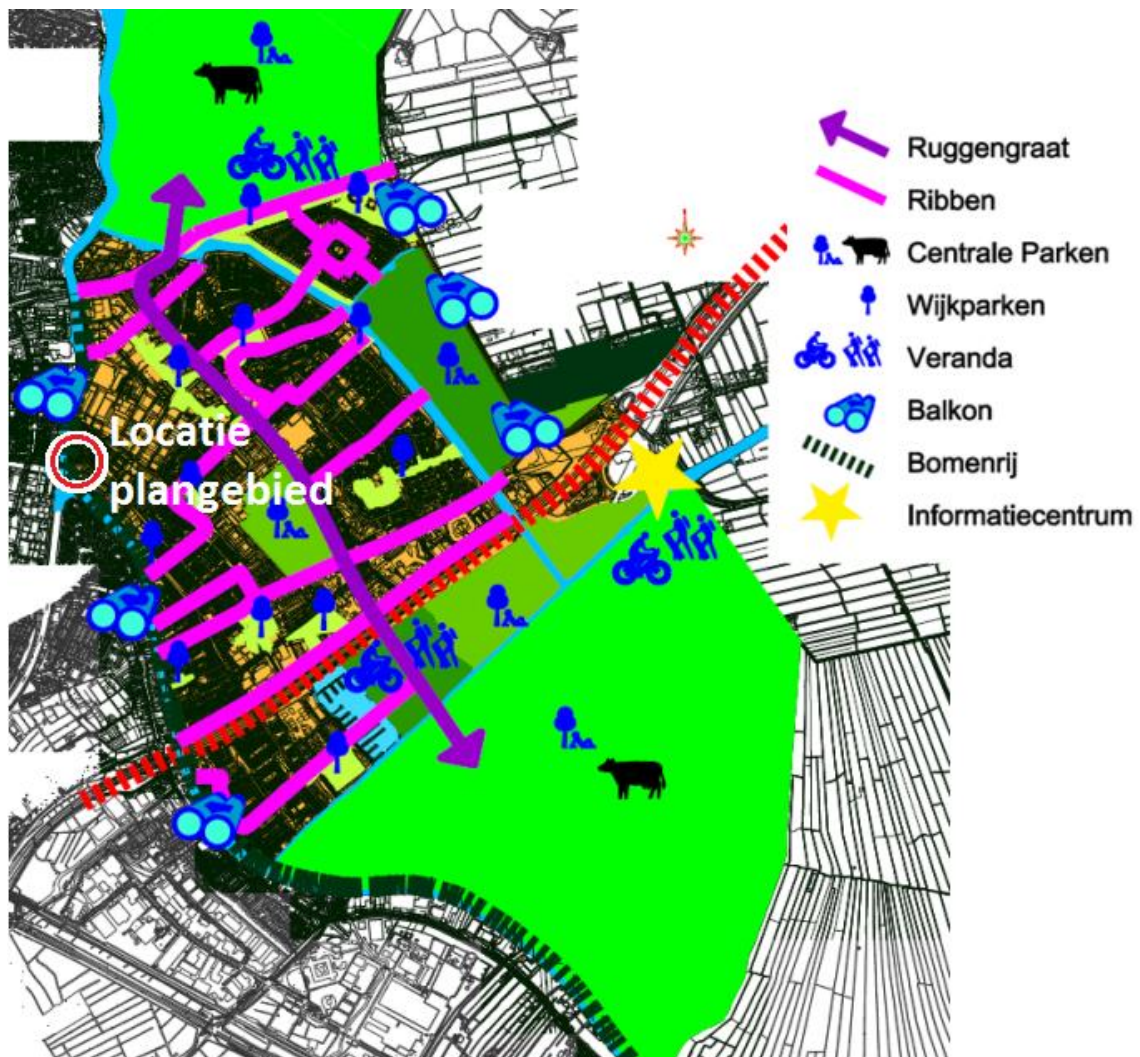 Ruggengraat
Ribben
Centrale Parken
Wijkparken
Veranda
Balkon
Bomenrij
Informatiecentrum
Locatie
plangebied